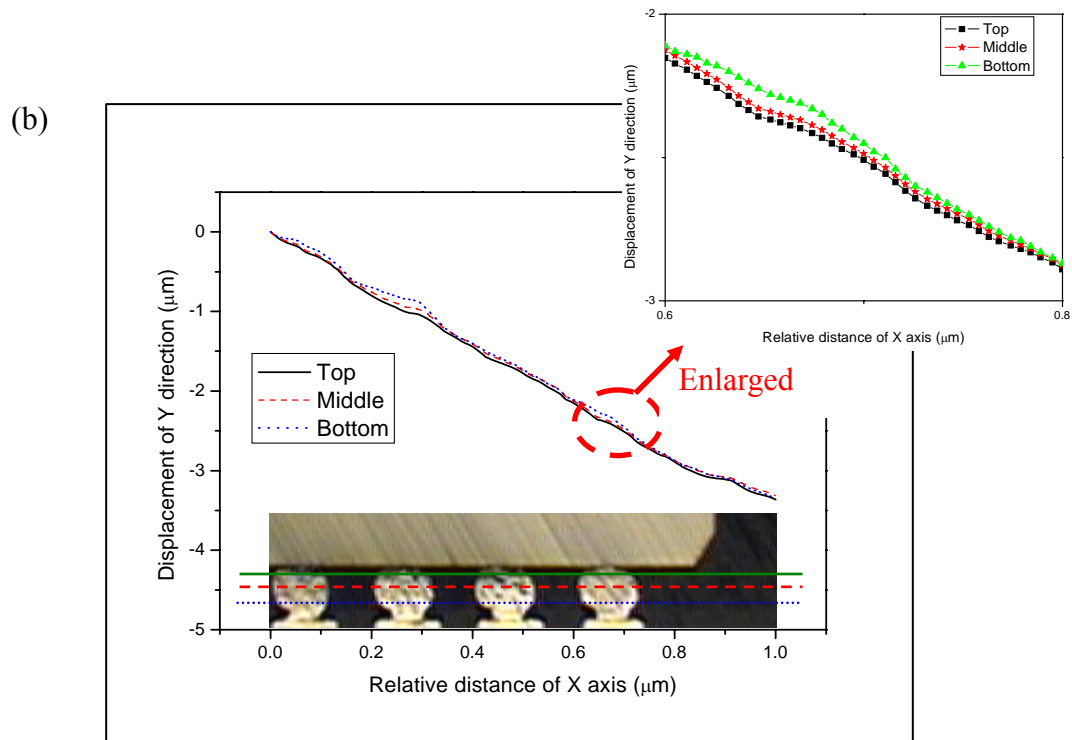 (b)
-2
-3
0.6
0.8
Displacement of Y direction (μm)
Relative distance of X axis (μm)
Top
Middle
Bottom
0
-1
-2
-3
-4
-5
Displacement of Y direction (μm)
Top
Middle
Bottom
Enlarged
0.0
0.2
0.4
0.6
0.8
1.0
Relative distance of X axis (μm)